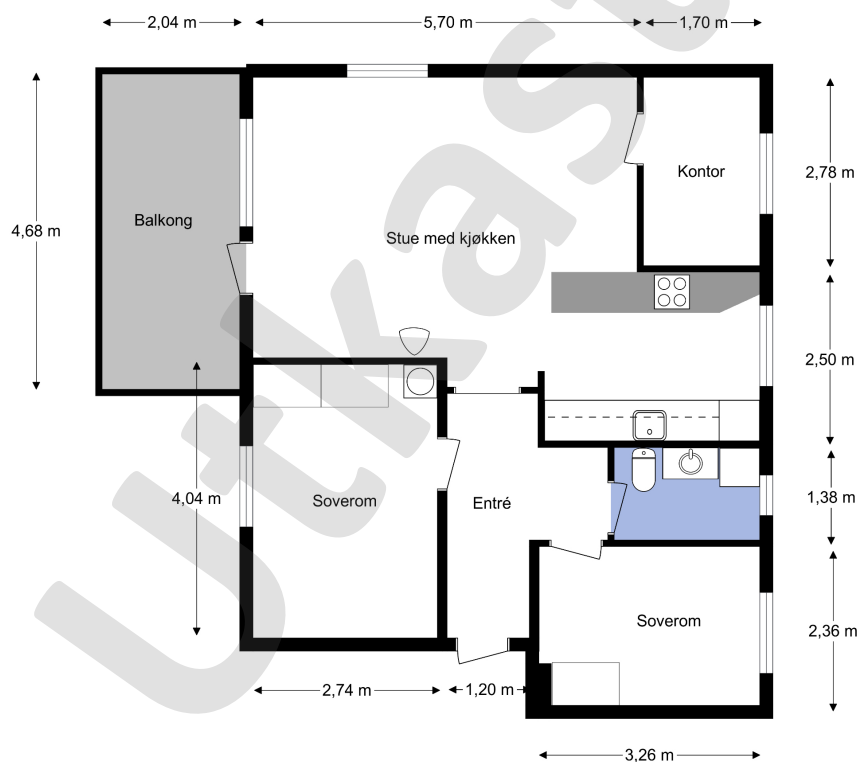 2,04 m
5,70 m
1,70 m
Kontor
2,78 m
Balkong
4,68 m
Stue med kjøkken
2,50 m
4,04 m
Soverom
Entré
1,38 m
Soverom
2,36 m
2,74 m
1,20 m
3,26 m
Utkast